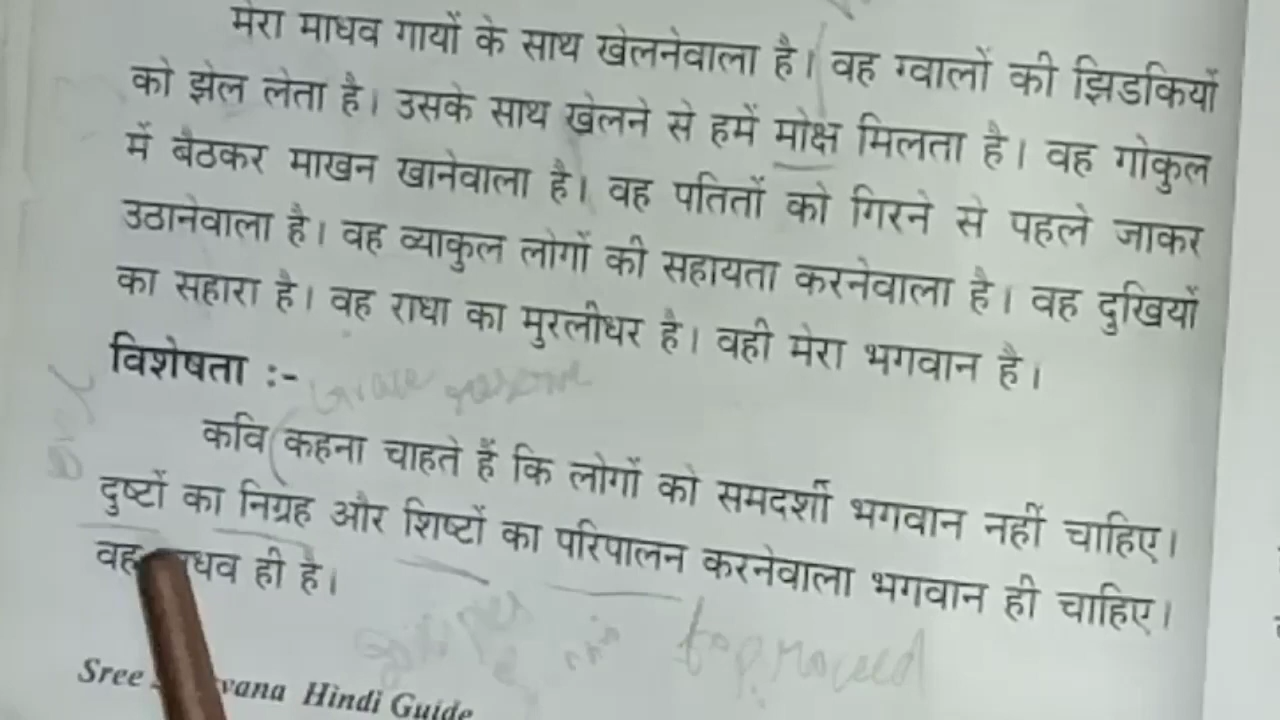 मेरा माधव गायों के साथ खेलनेवाला है। वह ग्वालों की झिडकियों
को झेल लेता है। उसके साथ खेलने से हमें मोक्ष मिलता है। वह गोकुल
में बैठकर माखन खानेवाला है। वह पतितों को गिरने से पहले जाकर
उठानेवाला है। वह व्याकुल लोगों की सहायता करनेवाला है। वह दुखियों
का सहारा है। वह राधा का मुरलीधर है। वही मेरा भगवान है।
विशेषता :-
कवि कहना चाहते हैं कि लोगों को समदर्शी भगवान नहीं चाहिए।
दुष्टों का निग्रह और शिष्टों का परिपालन करनेवाला भगवान ही चाहिए।
वह ही है।
to proceed
Sree Hindi Guide